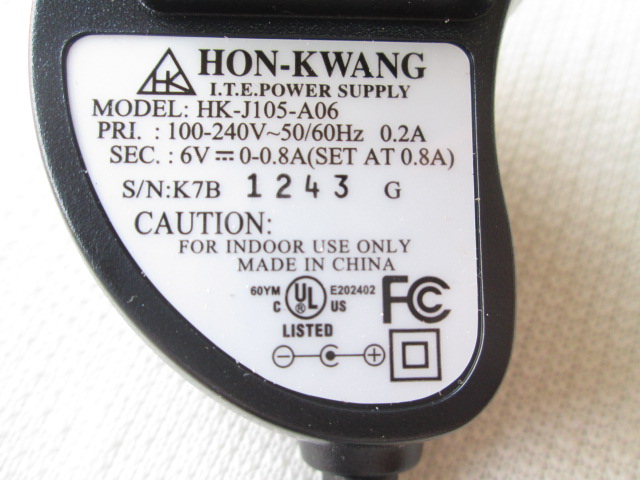 HK HON-KWANG
I.T.E.POWER SUPPLY
MODEL: HK-J105-A06
PRI. : 100-240V~50/60Hz 0.2A
SEC. : 6V⎓0-0.8A(SET AT 0.8A)
S/N:K7B 1243 G
CAUTION:
FOR INDOOR USE ONLY
MADE IN CHINA
60YM E202402
C UL ® US
LISTED
FC
− +